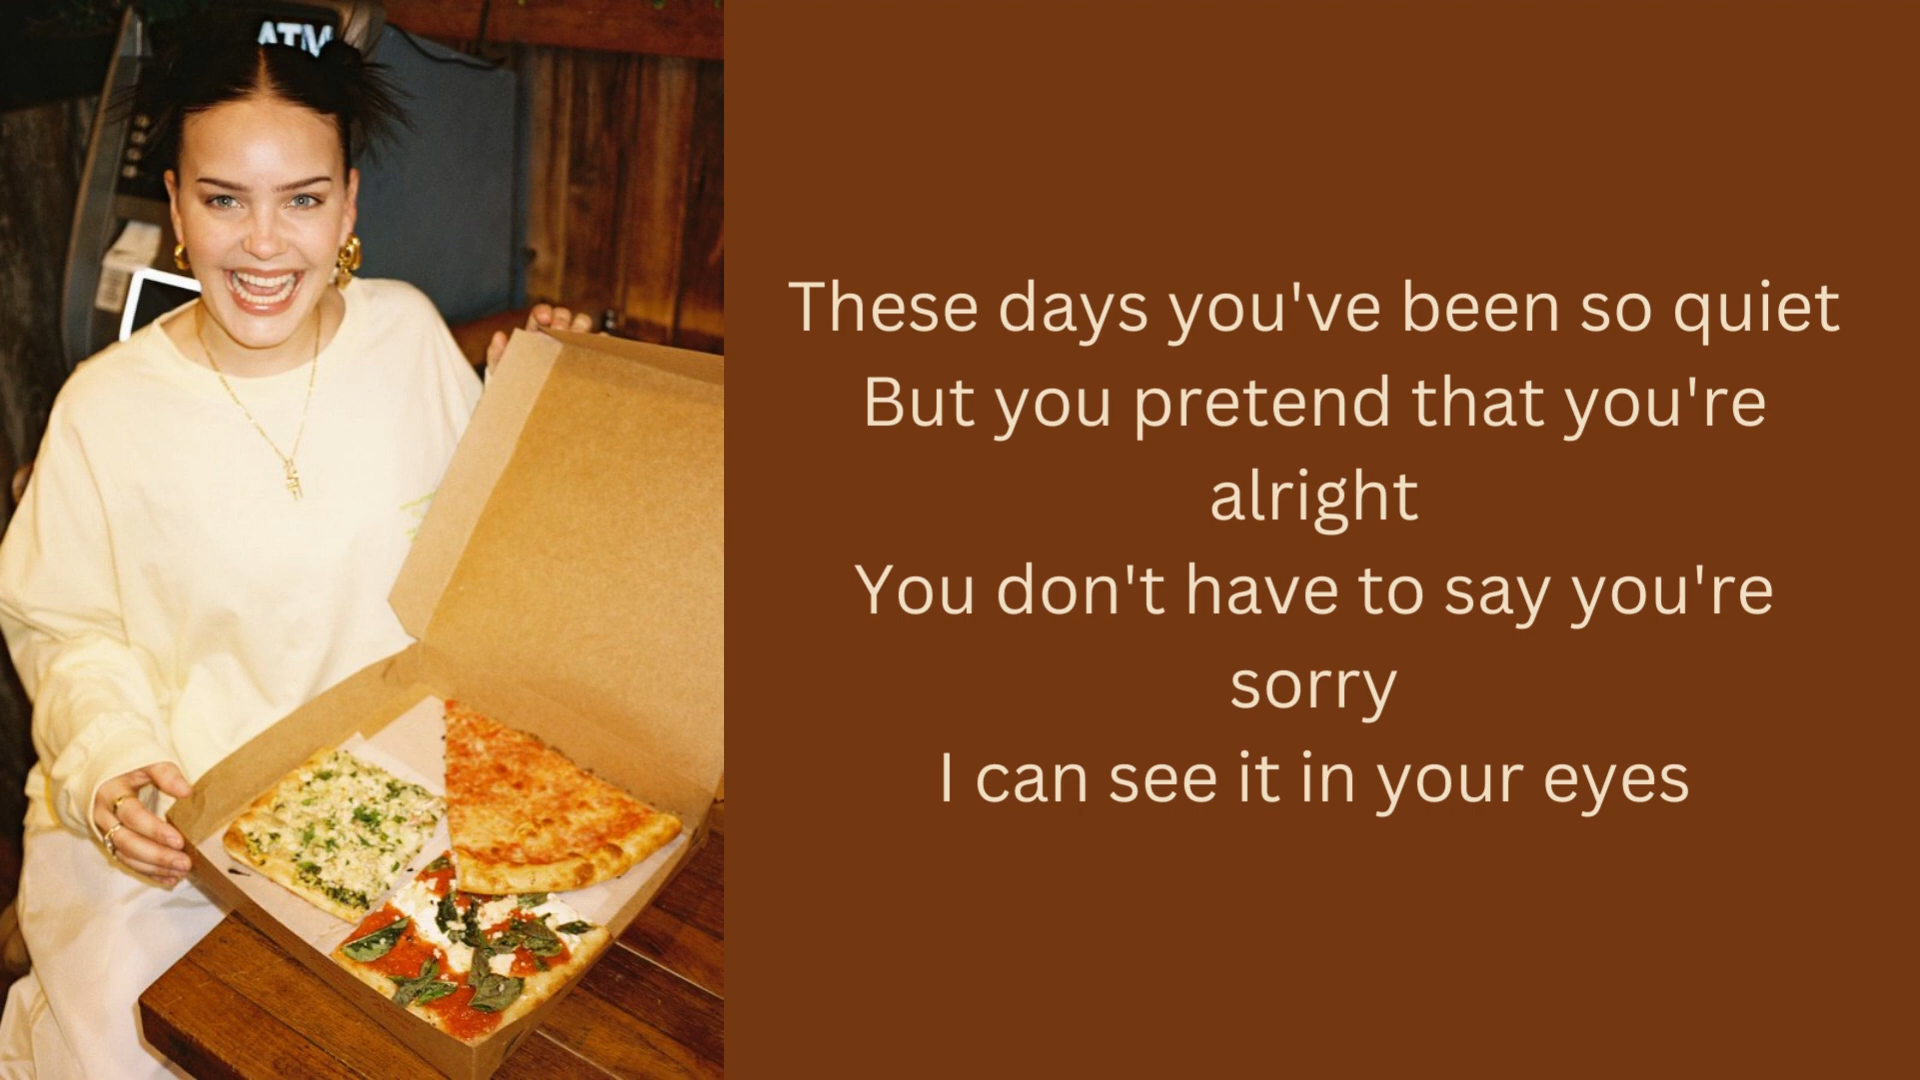 ATM
These days you've been so quiet
But you pretend that you're
alright
You don't have to say you're
sorry
I can see it in your eyes